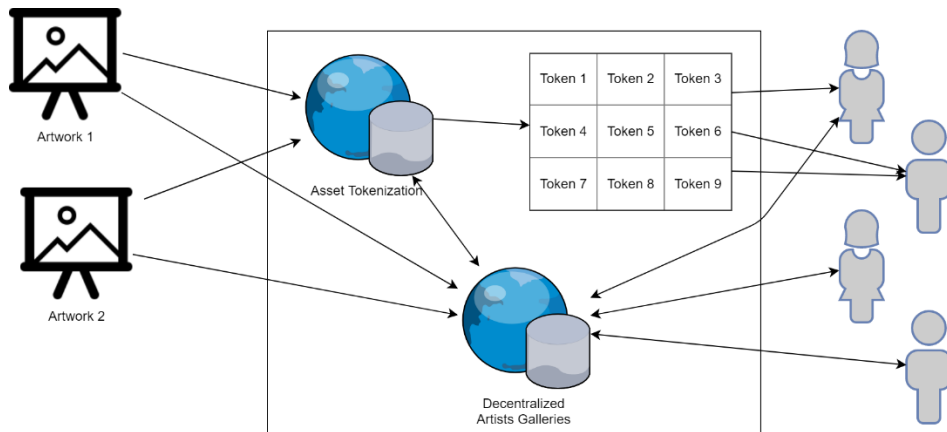 Artwork 1
Artwork 2
Asset Tokenization
Token 1 Token 2 Token 3
Token 4 Token 5 Token 6
Token 7 Token 8 Token 9
Decentralized
Artists Galleries